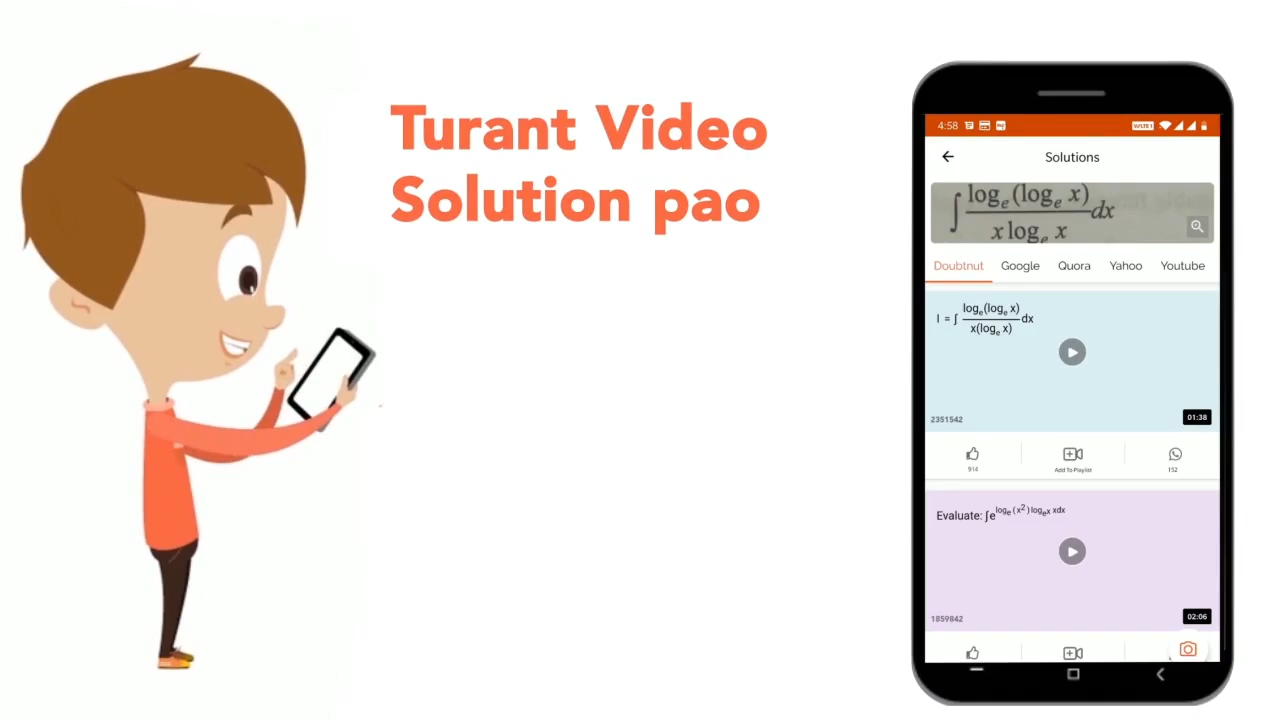 Turant Video
Solution pao
4:58
VoLTE1
Solutions
∫ logₑ(logₑ x) / x logₑ x dx
Doubtnut Google Quora Yahoo Youtube
I = ∫ logₑ(logₑ x) / x(logₑ x) dx
2351542 01:38
914 Add To Playlist 152
Evaluate: ∫e^logₑ(x²)logₑx xdx
1859842 02:06